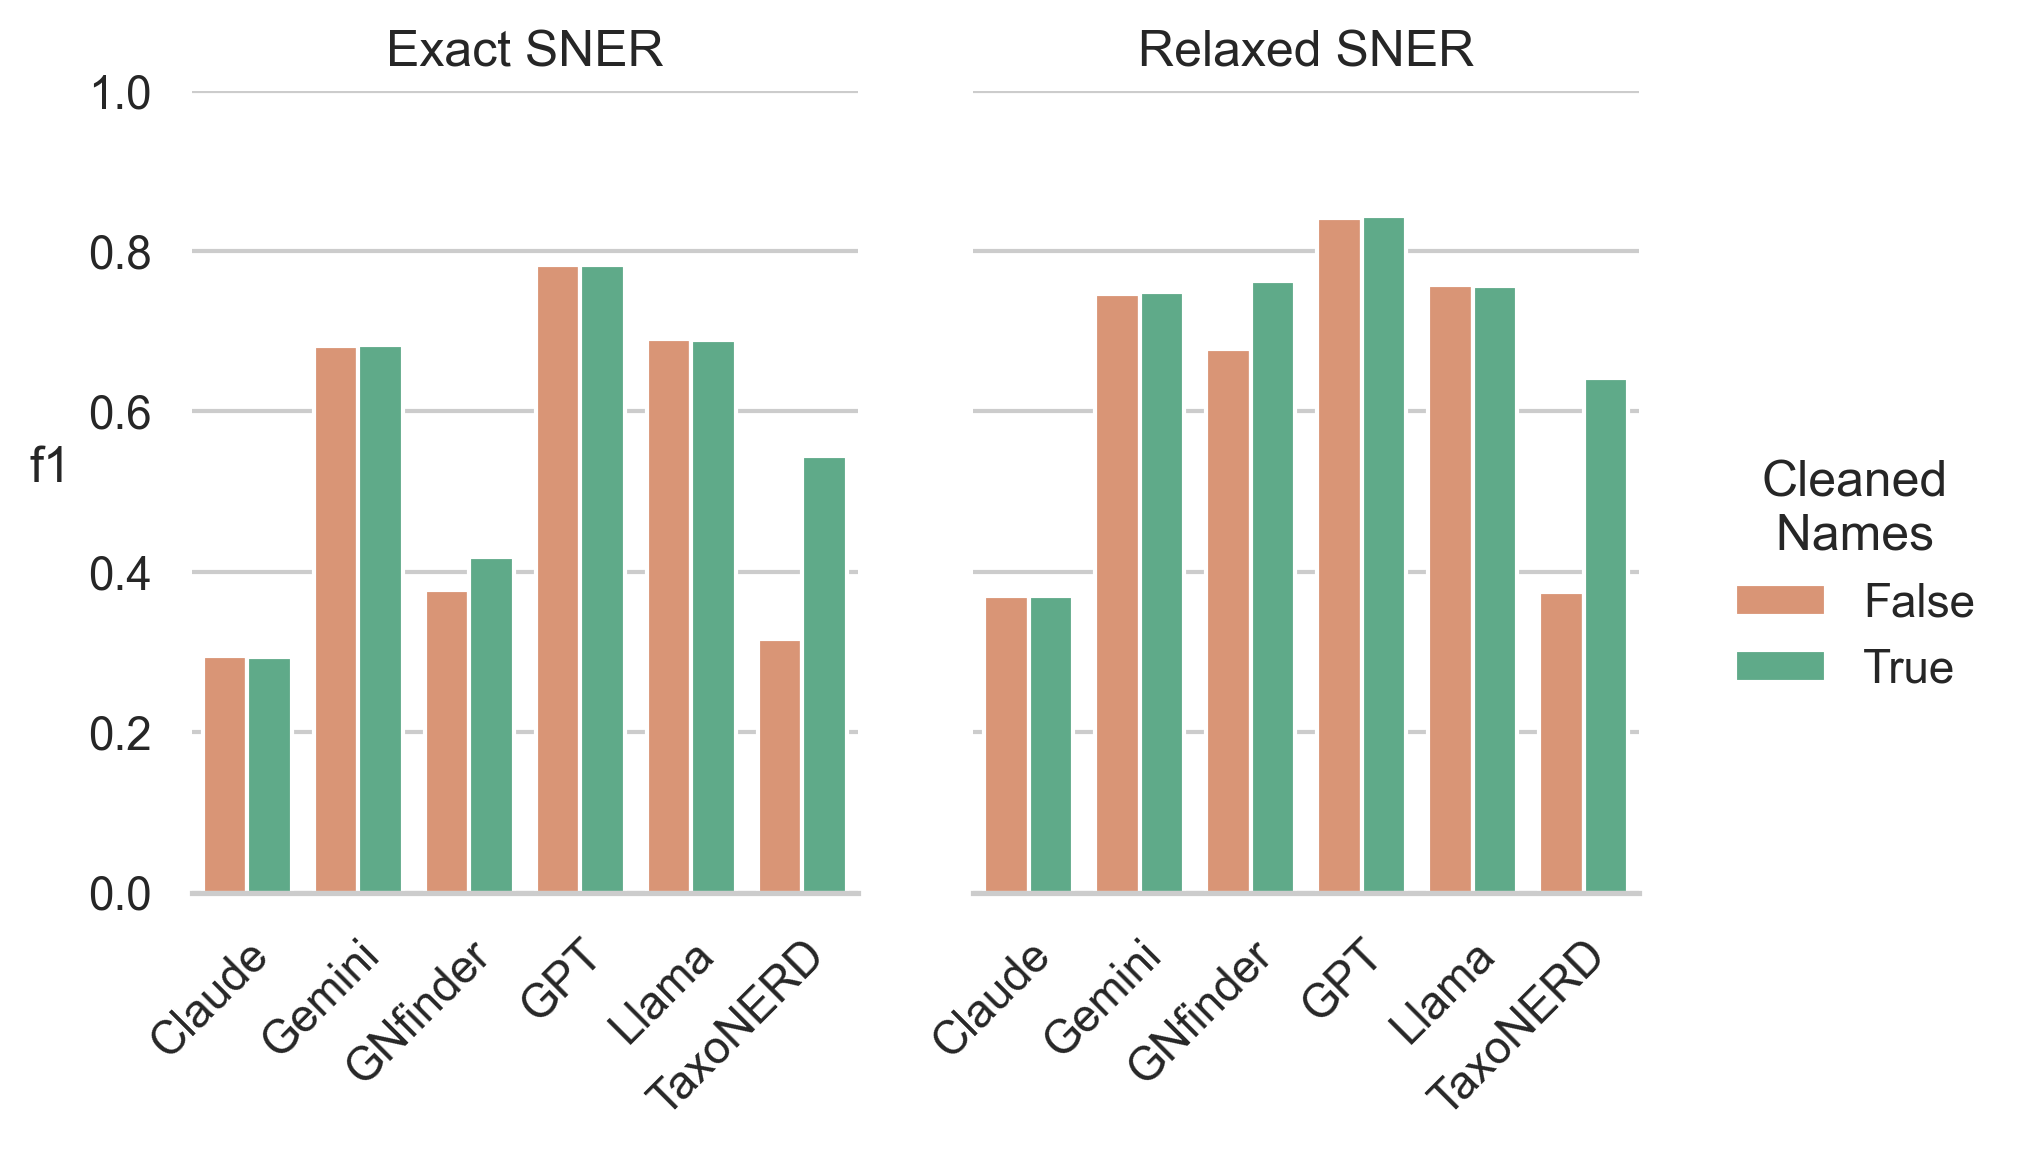 Exact SNER
Relaxed SNER
1.0
0.8
0.6
0.4
0.2
0.0
f1
Claude
Gemini
GNfinder
GPT
Llama
TaxoNERD
Claude
Gemini
GNfinder
GPT
Llama
TaxoNERD
Cleaned
Names
False
True